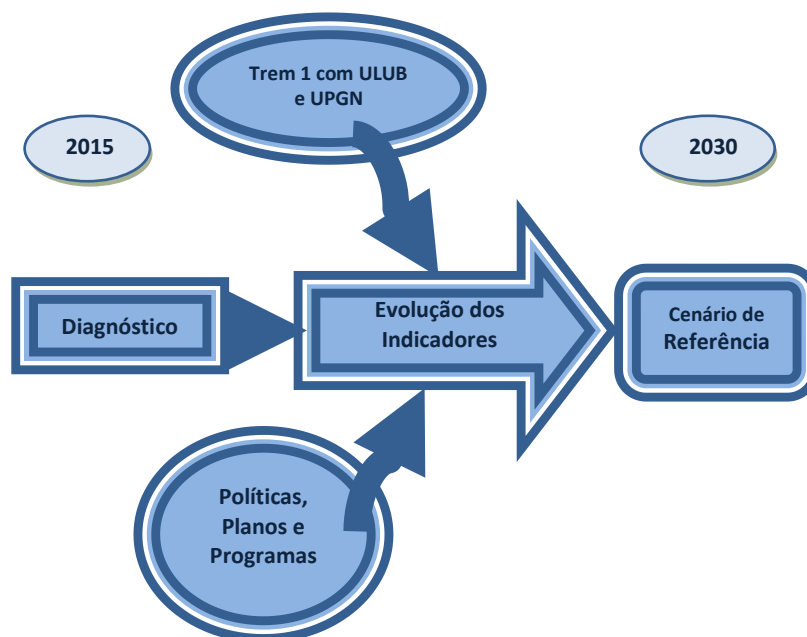 Trem 1 com ULUB
e UPGN
2015
2030
Diagnóstico
Evolução dos
Indicadores
Cenário de
Referência
Políticas,
Planos e
Programas